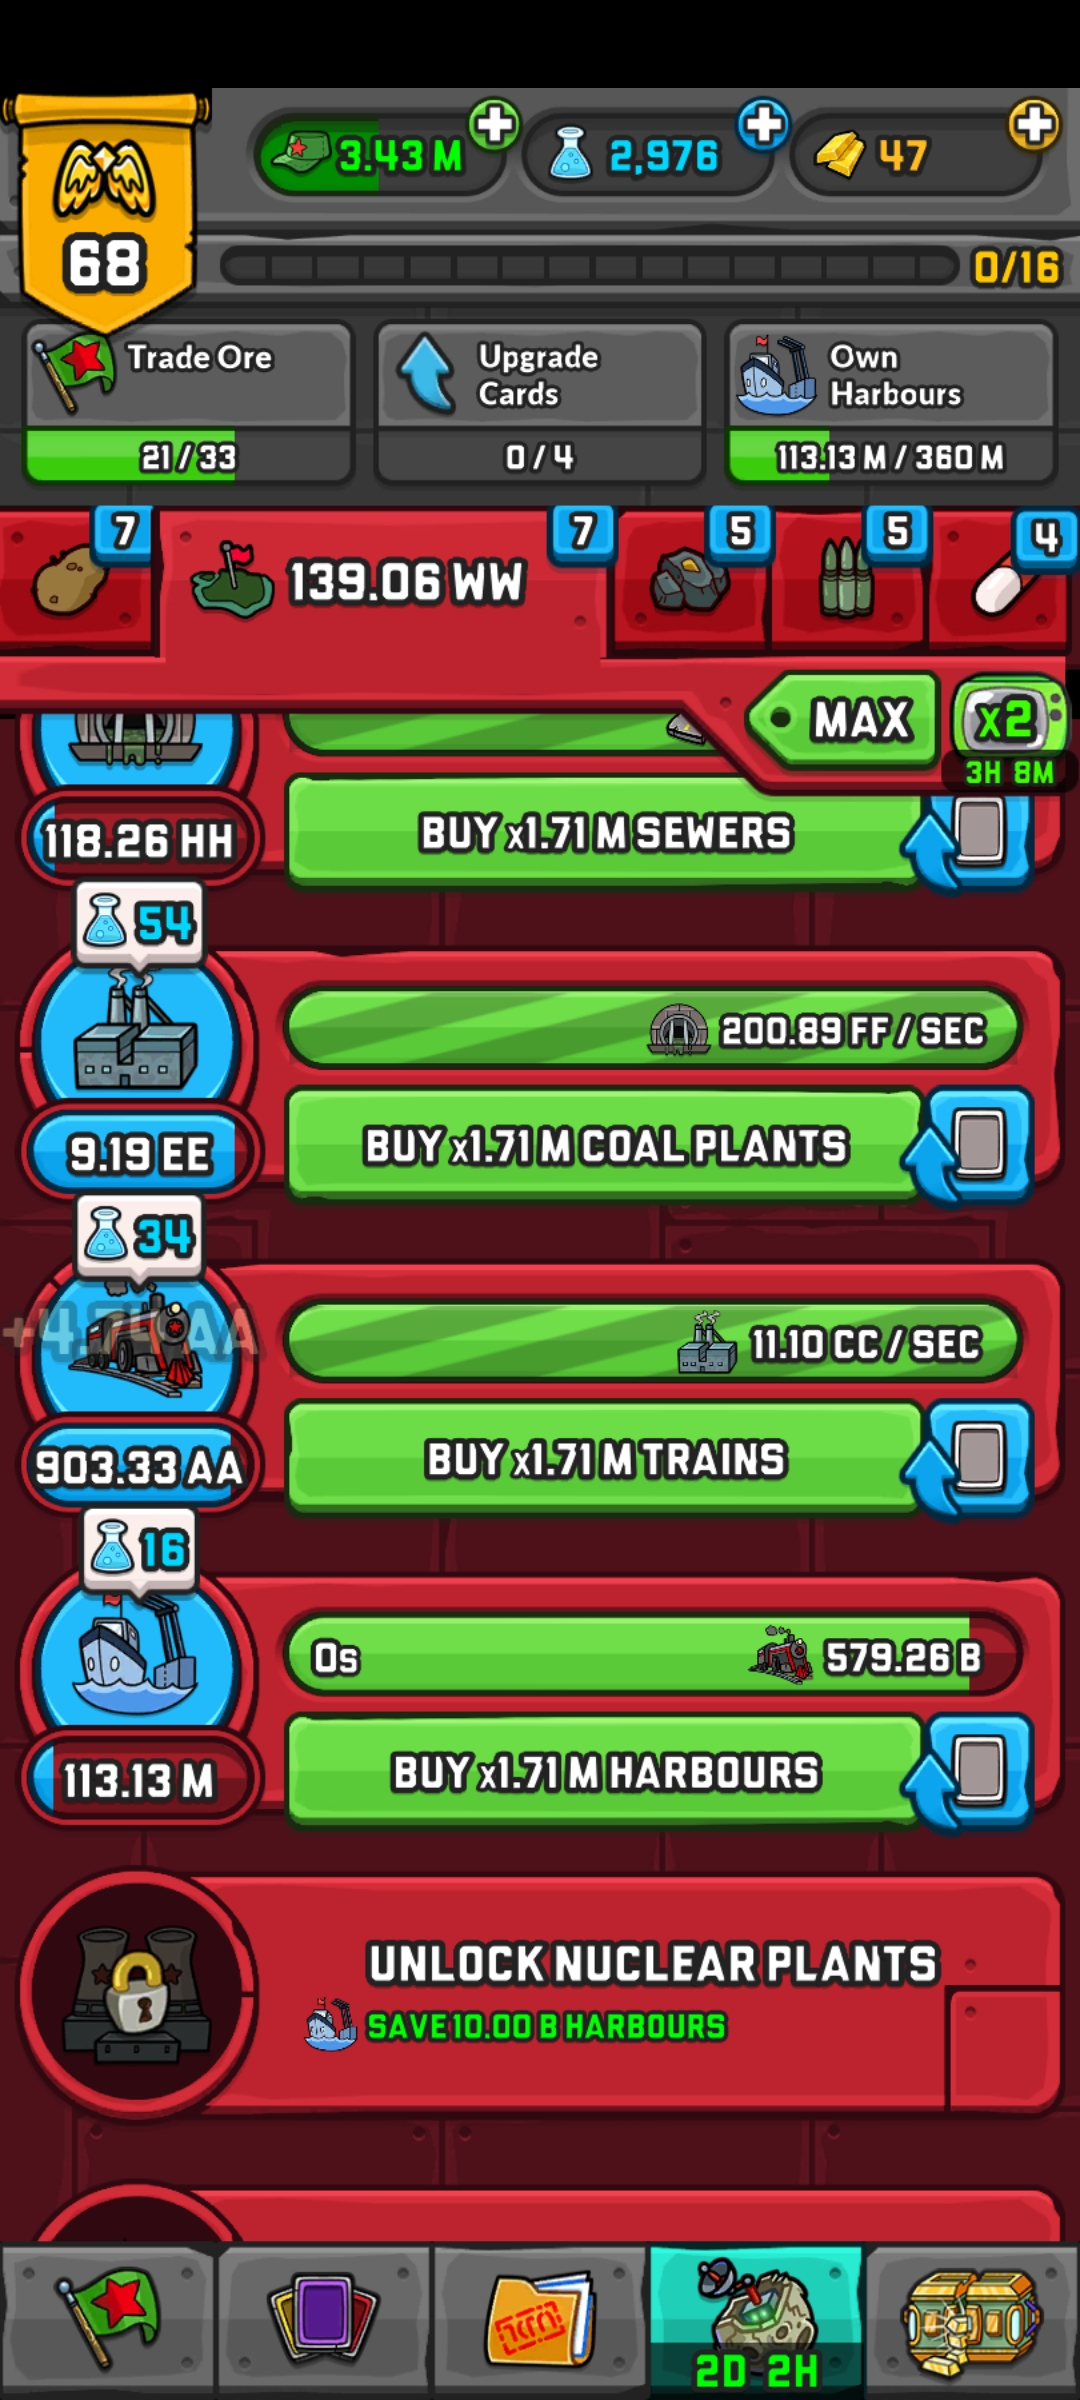 3.43 M
2,976
47
68
0/16
Trade Ore
Upgrade
Cards
Own
Harbours
21/33
0/4
113.13 M / 360 M
7
139.06 WW
7
5
5
4
MAX
x2
3H 8M
118.26 HH
BUY x1.71 M SEWERS
54
200.89 FF / SEC
9.19 EE
BUY x1.71 M COAL PLANTS
34
11.10 CC / SEC
903.33 AA
BUY x1.71 M TRAINS
16
0s
579.26 B
113.13 M
BUY x1.71 M HARBOURS
UNLOCK NUCLEAR PLANTS
SAVE 10.00 B HARBOURS
2D 2H